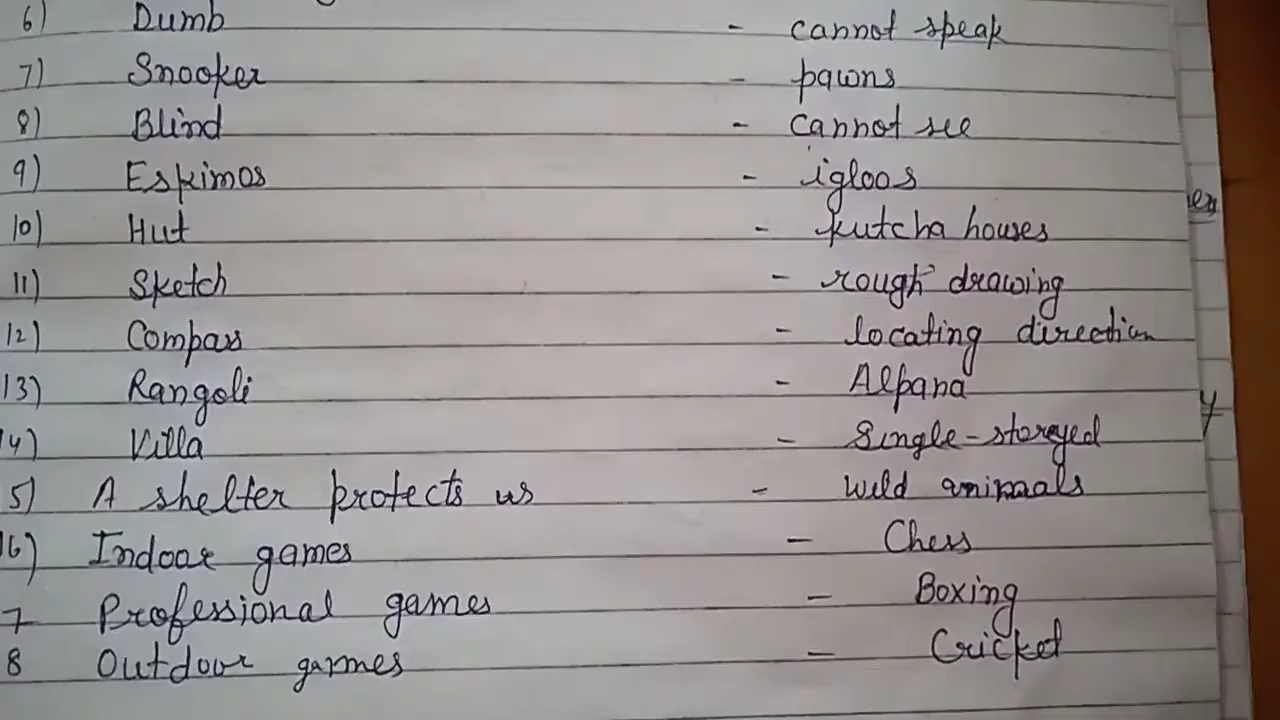 6) Dumb - cannot speak
7) Snooker - pawns
8) Blind - cannot see
9) Eskimos - igloos
10) Hut - kutcha houses
11) Sketch - rough drawing
12) Compass - locating direction
13) Rangoli - Alpana
14) Villa - Single-storeyed
5) A shelter protects us - wild animals
16) Indoor games - Chess
7 Professional games - Boxing
8 Outdoor games - Cricket